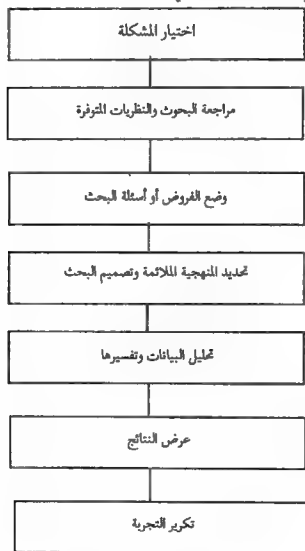 اختيار المشكلة
مراجعة البحوث والنظريات المتوفرة
وضع الفروض أو أسئلة البحث
تحديد المنهجية الملائمة وتصميم البحث
تحليل البيانات وتفسيرها
عرض النتائج
تكرير التجربة